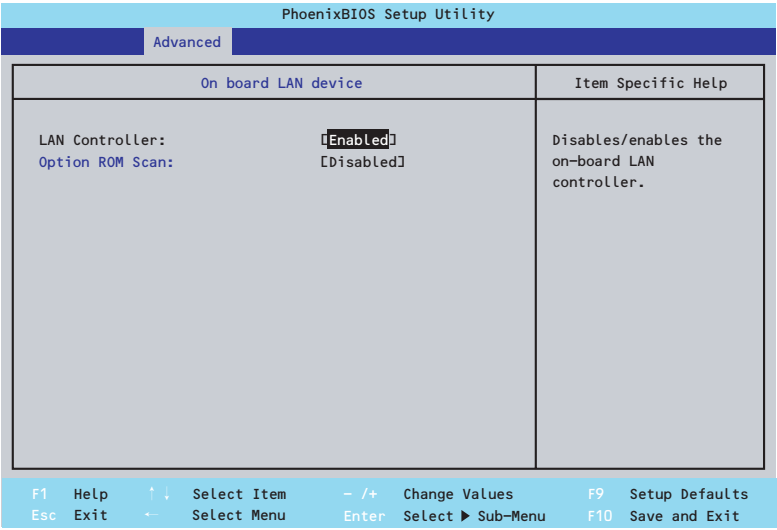 PhoenixBIOS Setup Utility
Advanced
On board LAN device
Item Specific Help
LAN Controller: [Enabled]
Option ROM Scan: [Disabled]
Disables/enables the
on-board LAN
controller.
F1 Help ↑↓ Select Item - /+ Change Values F9 Setup Defaults
Esc Exit ← Select Menu Enter Select ▶ Sub-Menu F10 Save and Exit